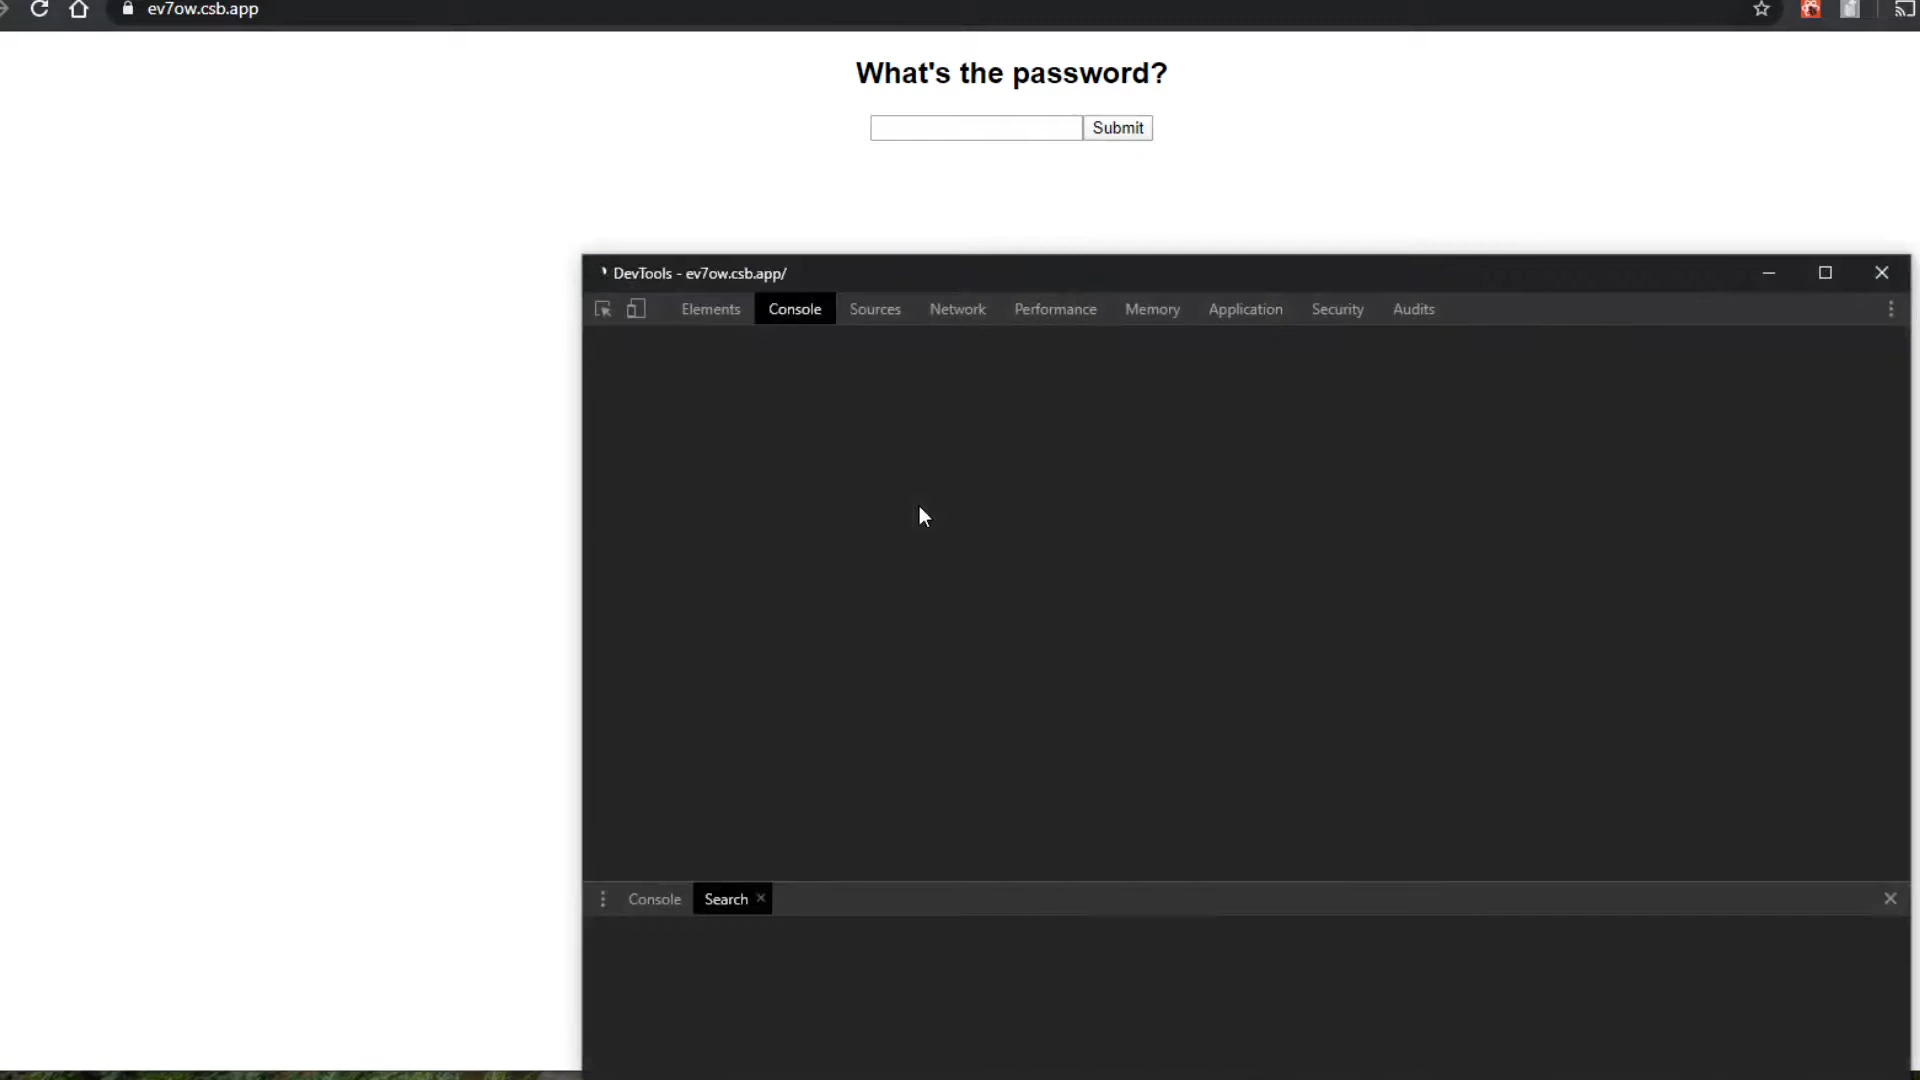 ev7ow.csb.app
What's the password?
Submit
DevTools - ev7ow.csb.app/
Elements Console Sources Network Performance Memory Application Security Audits
Console Search